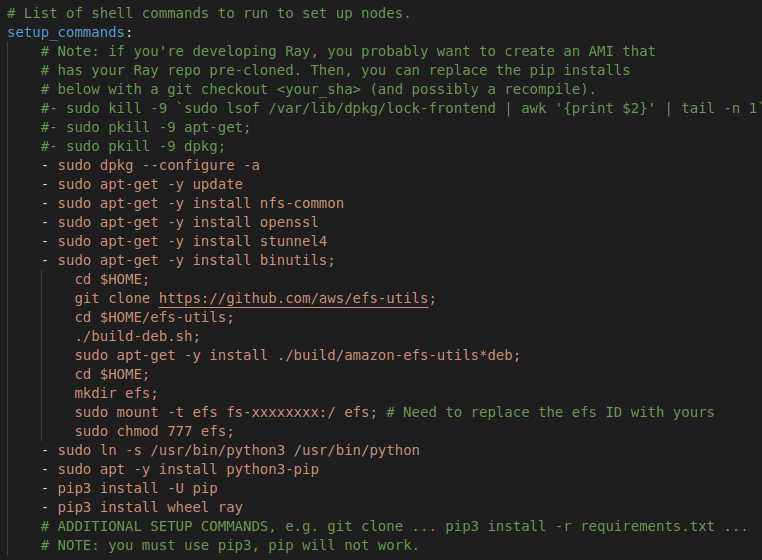 # List of shell commands to run to set up nodes.
setup_commands:
    # Note: if you're developing Ray, you probably want to create an AMI that
    # has your Ray repo pre-cloned. Then, you can replace the pip installs
    # below with a git checkout <your_sha> (and possibly a recompile).
    #- sudo kill -9 `sudo lsof /var/lib/dpkg/lock-frontend | awk '{print $2}' | tail -n 1`
    #- sudo pkill -9 apt-get;
    #- sudo pkill -9 dpkg;
    - sudo dpkg --configure -a
    - sudo apt-get -y update
    - sudo apt-get -y install nfs-common
    - sudo apt-get -y install openssl
    - sudo apt-get -y install stunnel4
    - sudo apt-get -y install binutils;
        cd $HOME;
        git clone https://github.com/aws/efs-utils;
        cd $HOME/efs-utils;
        ./build-deb.sh;
        sudo apt-get -y install ./build/amazon-efs-utils*deb;
        cd $HOME;
        mkdir efs;
        sudo mount -t efs fs-xxxxxxxx:/ efs; # Need to replace the efs ID with yours
        sudo chmod 777 efs;
    - sudo ln -s /usr/bin/python3 /usr/bin/python
    - sudo apt -y install python3-pip
    - pip3 install -U pip
    - pip3 install wheel ray
    # ADDITIONAL SETUP COMMANDS, e.g. git clone ... pip3 install -r requirements.txt ...
    # NOTE: you must use pip3, pip will not work.